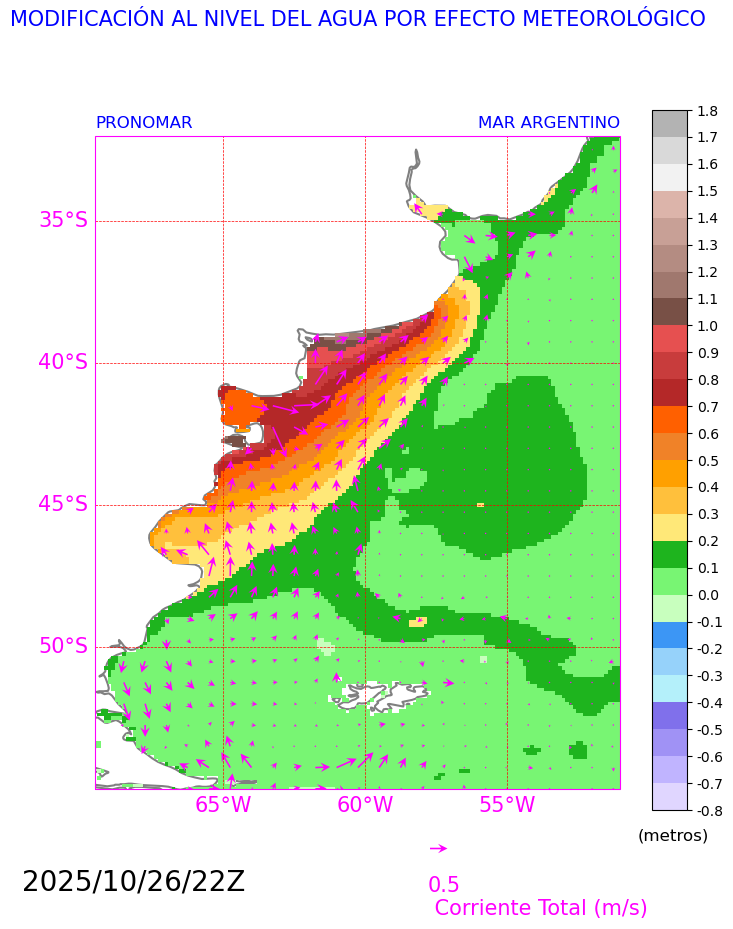 MODIFICACIÓN AL NIVEL DEL AGUA POR EFECTO METEOROLÓGICO
PRONOMAR
MAR ARGENTINO
35°S
40°S
45°S
50°S
65°W
60°W
55°W
1.8
1.7
1.6
1.5
1.4
1.3
1.2
1.1
1.0
0.9
0.8
0.7
0.6
0.5
0.4
0.3
0.2
0.1
0.0
-0.1
-0.2
-0.3
-0.4
-0.5
-0.6
-0.7
-0.8
(metros)
2025/10/26/22Z
0.5
Corriente Total (m/s)